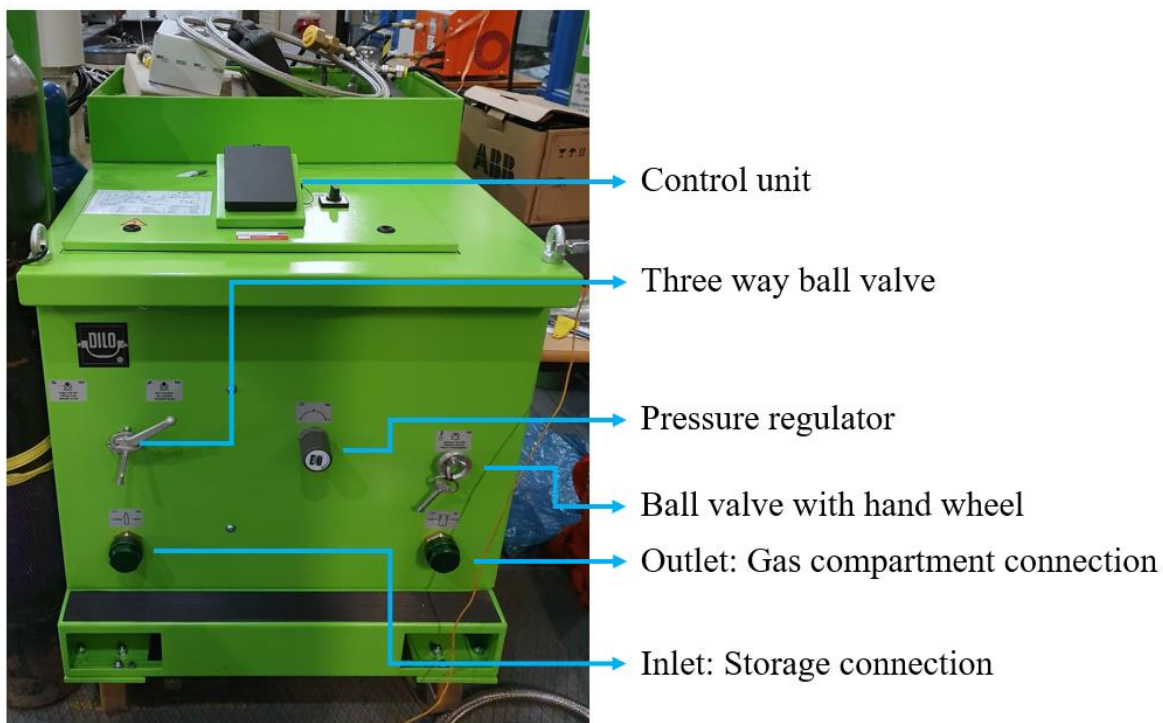 Control unit
Three way ball valve
DILO
Pressure regulator
Ball valve with hand wheel
Outlet: Gas compartment connection
Inlet: Storage connection
ABB